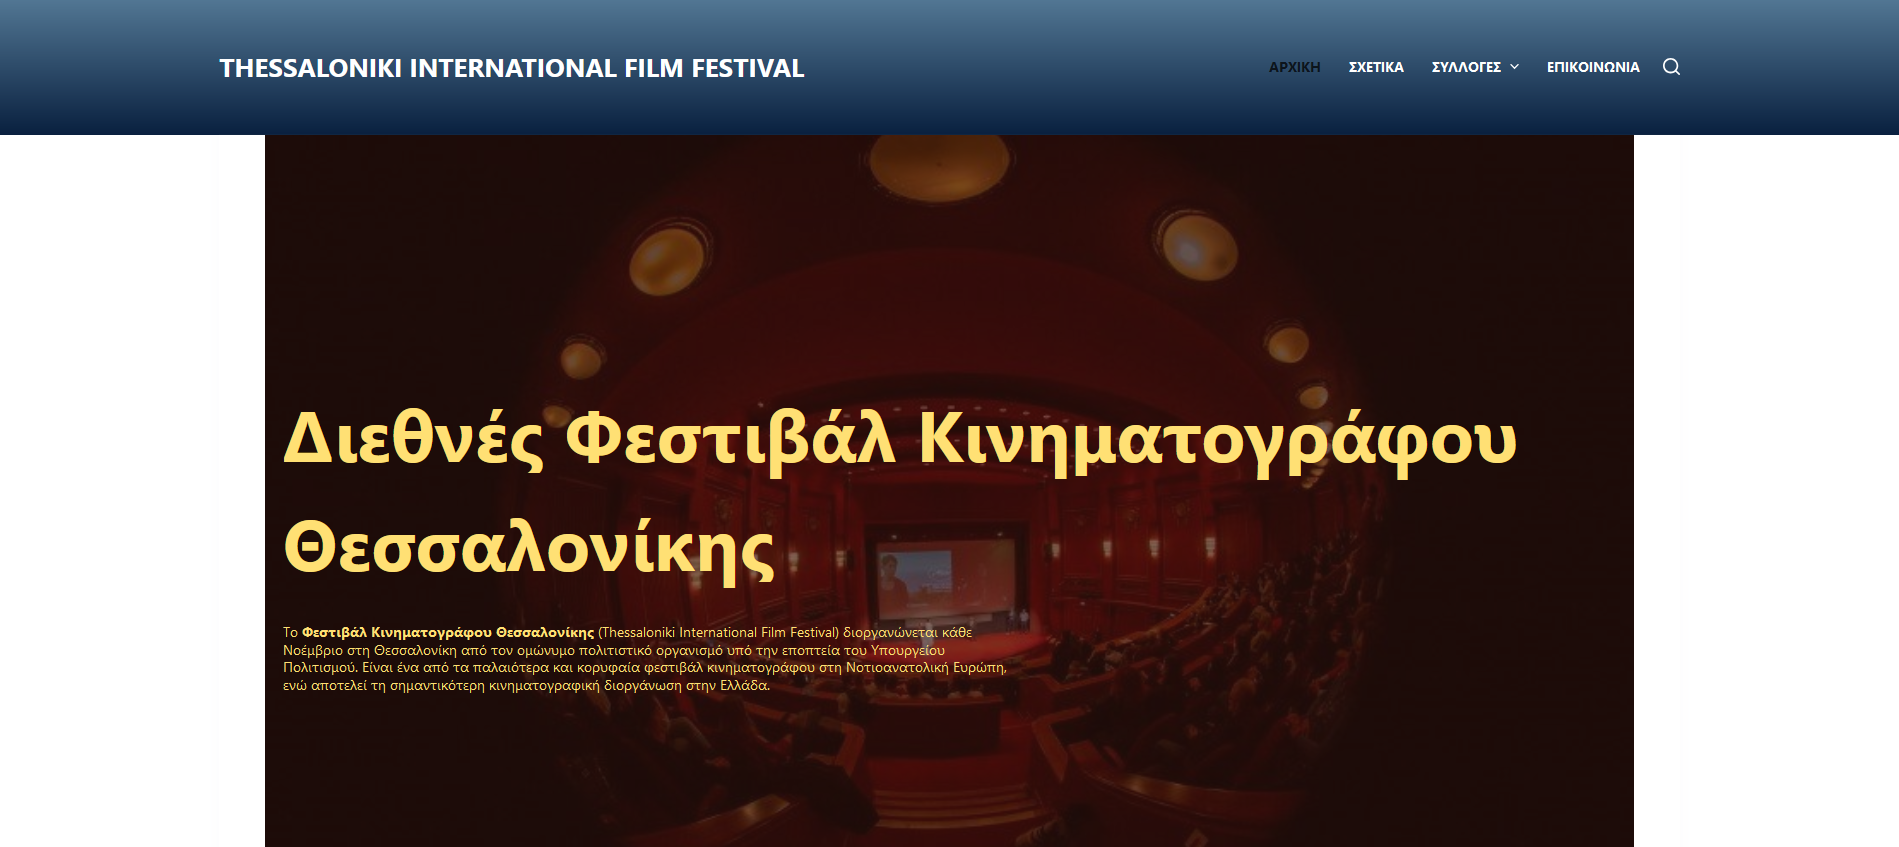 THESSALONIKI INTERNATIONAL FILM FESTIVAL
ΑΡΧΙΚΗ ΣΧΕΤΙΚΑ ΣΥΛΛΟΓΕΣ ΕΠΙΚΟΙΝΩΝΙΑ
Διεθνές Φεστιβάλ Κινηματογράφου
Θεσσαλονίκης
Το Φεστιβάλ Κινηματογράφου Θεσσαλονίκης (Thessaloniki International Film Festival) διοργανώνεται κάθε
Νοέμβριο στη Θεσσαλονίκη από τον ομώνυμο πολιτιστικό οργανισμό υπό την εποπτεία του Υπουργείου
Πολιτισμού. Είναι ένα από τα παλαιότερα και κορυφαία φεστιβάλ κινηματογράφου στη Νοτιοανατολική Ευρώπη,
ενώ αποτελεί τη σημαντικότερη κινηματογραφική διοργάνωση στην Ελλάδα.